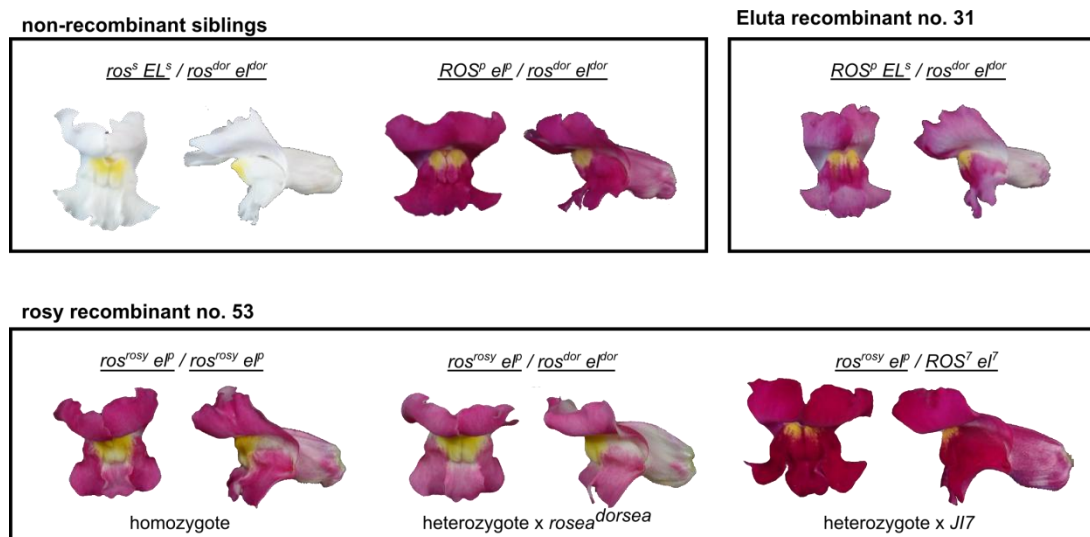 non-recombinant siblings
Eluta recombinant no. 31
ros^s EL^s / ros^dor el^dor
ROS^p el^p / ros^dor el^dor
ROS^p EL^s / ros^dor el^dor
rosy recombinant no. 53
ros^rosy el^p / ros^rosy el^p
ros^rosy el^p / ros^dor el^dor
ros^rosy el^p / ROS^7 el^7
homozygote
heterozygote x rosea^dorsea
heterozygote x JI7